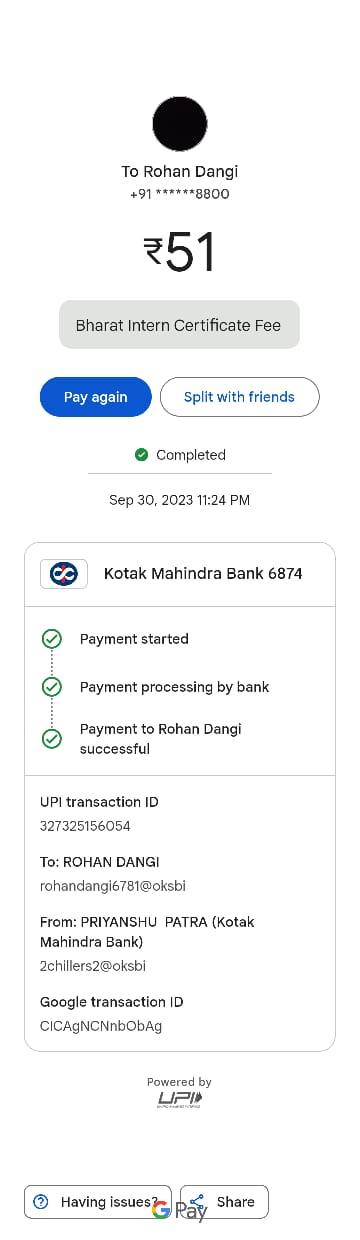 To Rohan Dangi
+91 ******8800
₹51
Bharat Intern Certificate Fee
Pay again
Split with friends
Completed
Sep 30, 2023 11:24 PM
Kotak Mahindra Bank 6874
Payment started
Payment processing by bank
Payment to Rohan Dangi
successful
UPI transaction ID
327325156054
To: ROHAN DANGI
rohandangi6781@oksbi
From: PRIYANSHU  PATRA (Kotak
Mahindra Bank)
2chillers2@oksbi
Google transaction ID
CICAgNCNnbObAg
Powered by
UPI
Having issues?
Share
G Pay